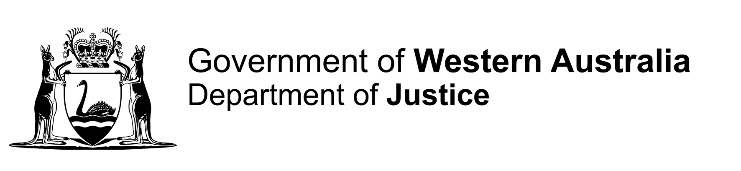 Government of Western Australia
Department of Justice